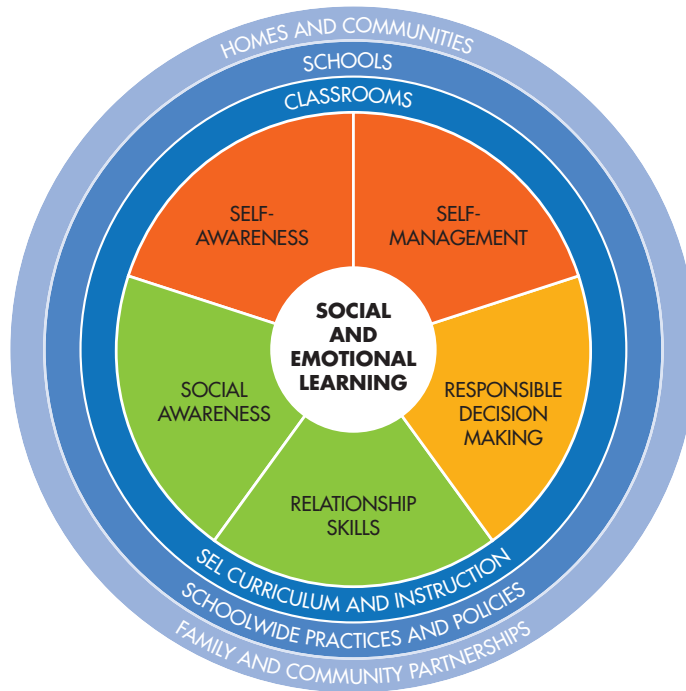 HOMES AND COMMUNITIES
SCHOOLS
CLASSROOMS
SELF-
AWARENESS
SELF-
MANAGEMENT
SOCIAL
AND
EMOTIONAL
LEARNING
SOCIAL
AWARENESS
RESPONSIBLE
DECISION
MAKING
RELATIONSHIP
SKILLS
SEL CURRICULUM AND INSTRUCTION
SCHOOLWIDE PRACTICES AND POLICIES
FAMILY AND COMMUNITY PARTNERSHIPS